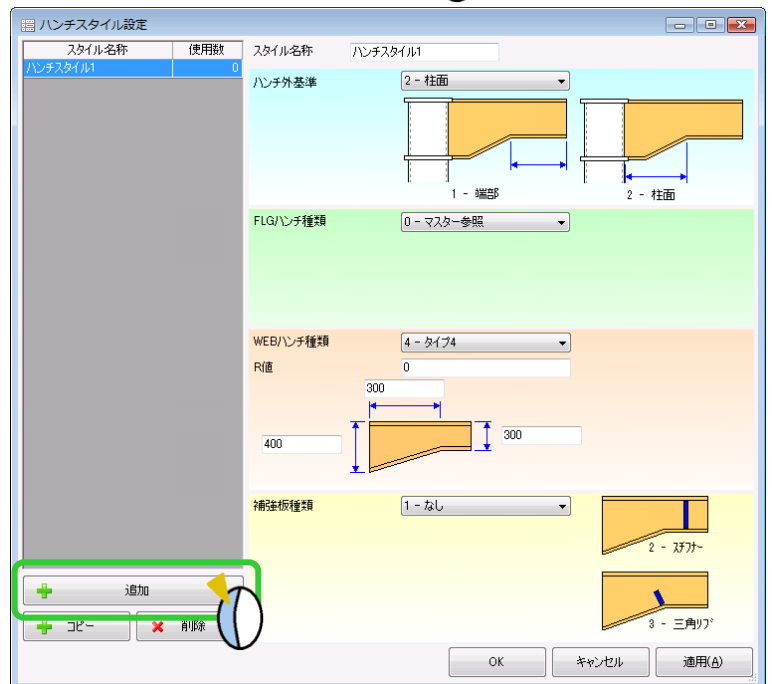 ハンチスタイル設定
スタイル名称 使用数
ハンチスタイル1 0
スタイル名称 ハンチスタイル1
ハンチ外基準 2 - 柱面
1 - 端部 2 - 柱面
FLGハンチ種類 0 - マスター参照
WEBハンチ種類 4 - タイプ4
R値 0
300
400 300
補強板種類 1 - なし
2 - ｽﾁﾌﾅｰ
3 - 三角ﾘﾌﾞ
追加
コピー 削除
OK キャンセル 適用(A)